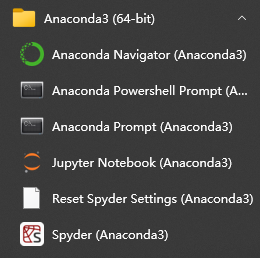 Anaconda3 (64-bit)
Anaconda Navigator (Anaconda3)
Anaconda Powershell Prompt (A...
Anaconda Prompt (Anaconda3)
Jupyter Notebook (Anaconda3)
Reset Spyder Settings (Anaconda3)
Spyder (Anaconda3)